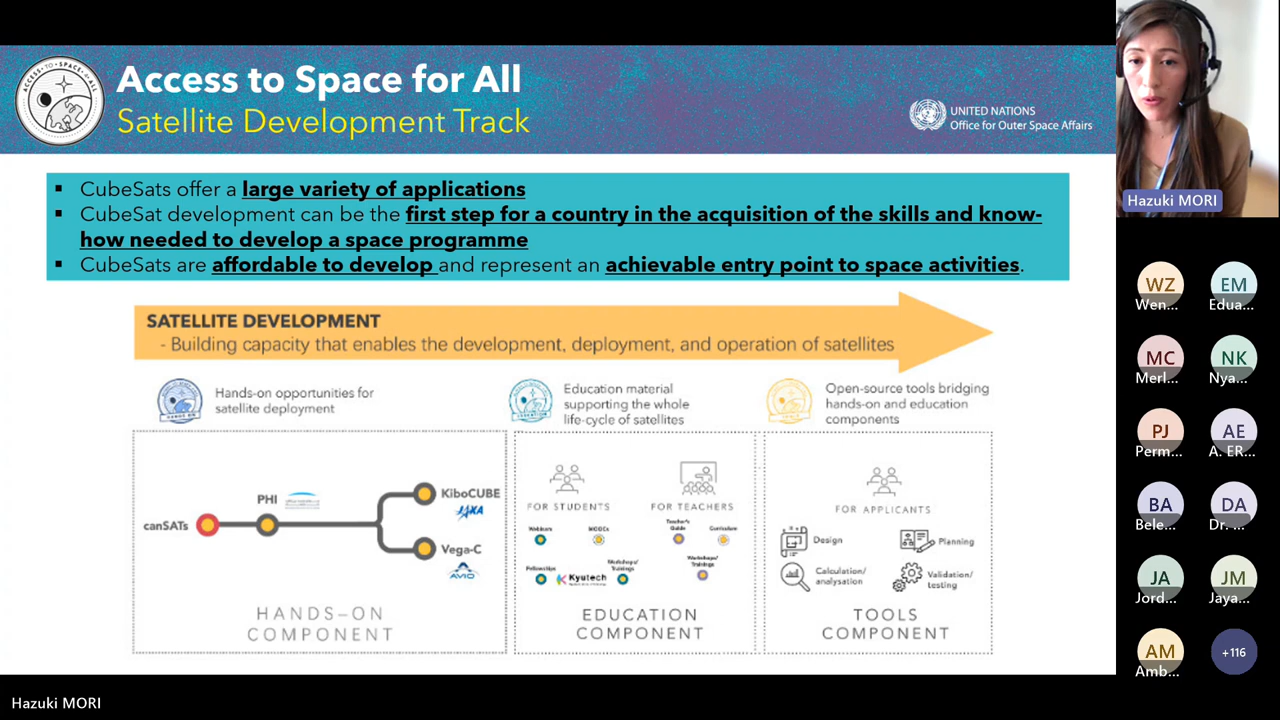 Access to Space for All
Satellite Development Track
ACCESS • TO • SPACE • 4 • ALL
UNITED NATIONS
Office for Outer Space Affairs
▪ CubeSats offer a large variety of applications
▪ CubeSat development can be the first step for a country in the acquisition of the skills and know-
how needed to develop a space programme
▪ CubeSats are affordable to develop and represent an achievable entry point to space activities.
SATELLITE DEVELOPMENT
- Building capacity that enables the development, deployment, and operation of satellites
Hands-on opportunities for
satellite deployment
Education material
supporting the whole
life-cycle of satellites
Open-source tools bridging
hands-on and education
components
canSATs
PHI
KiboCUBE
JAXA
Vega-C
AVIO
HANDS–ON
COMPONENT
FOR STUDENTS
Webinars
MOOCs
Fellowships
Kyutech
Workshops/
Trainings
FOR TEACHERS
Teacher's
Guide
Curriculum
Workshops/
Trainings
EDUCATION
COMPONENT
FOR APPLICANTS
Design
Planning
Calculation/
analysation
Validation/
testing
TOOLS
COMPONENT
Hazuki MORI
WZ
Wen...
EM
Edua...
MC
Merl...
NK
Nya...
PJ
Perm...
AE
A. ER...
BA
Bele...
DA
Dr. ...
JA
Jord...
JM
Jaya...
AM
Amb...
+116
Hazuki MORI